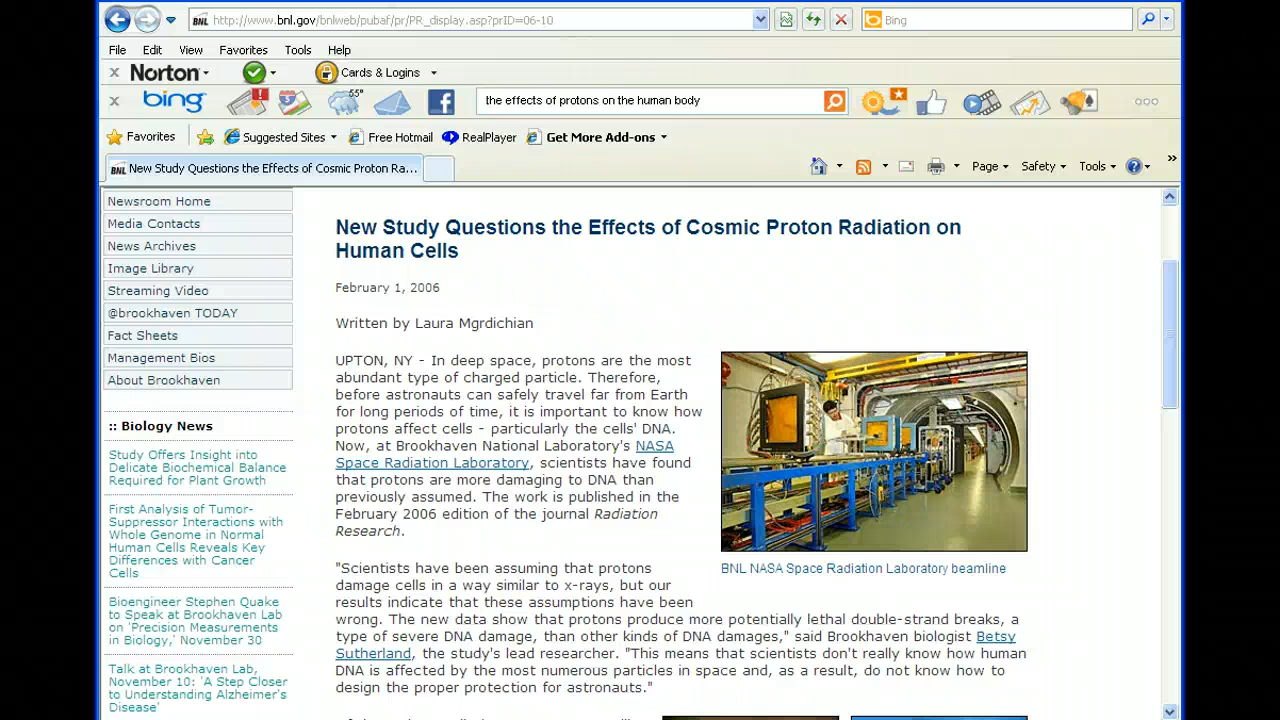 BNL http://www.bnl.gov/bnlweb/pubaf/pr/PR_display.asp?prID=06-10 Bing
File Edit View Favorites Tools Help
x Norton Cards & Logins
x bing 55° the effects of protons on the human body
Favorites Suggested Sites Free Hotmail RealPlayer Get More Add-ons
BNL New Study Questions the Effects of Cosmic Proton Ra... Page Safety Tools »
Newsroom Home
Media Contacts
News Archives
Image Library
Streaming Video
@brookhaven TODAY
Fact Sheets
Management Bios
About Brookhaven
:: Biology News
Study Offers Insight into
Delicate Biochemical Balance
Required for Plant Growth
First Analysis of Tumor-
Suppressor Interactions with
Whole Genome in Normal
Human Cells Reveals Key
Differences with Cancer
Cells
Bioengineer Stephen Quake
to Speak at Brookhaven Lab
on 'Precision Measurements
in Biology,' November 30
Talk at Brookhaven Lab,
November 10: 'A Step Closer
to Understanding Alzheimer's
Disease'
New Study Questions the Effects of Cosmic Proton Radiation on
Human Cells
February 1, 2006
Written by Laura Mgrdichian
UPTON, NY - In deep space, protons are the most
abundant type of charged particle. Therefore,
before astronauts can safely travel far from Earth
for long periods of time, it is important to know how
protons affect cells - particularly the cells' DNA.
Now, at Brookhaven National Laboratory's NASA
Space Radiation Laboratory, scientists have found
that protons are more damaging to DNA than
previously assumed. The work is published in the
February 2006 edition of the journal Radiation
Research.
BNL NASA Space Radiation Laboratory beamline
"Scientists have been assuming that protons
damage cells in a way similar to x-rays, but our
results indicate that these assumptions have been
wrong. The new data show that protons produce more potentially lethal double-strand breaks, a
type of severe DNA damage, than other kinds of DNA damages," said Brookhaven biologist Betsy
Sutherland, the study's lead researcher. "This means that scientists don't really know how human
DNA is affected by the most numerous particles in space and, as a result, do not know how to
design the proper protection for astronauts."